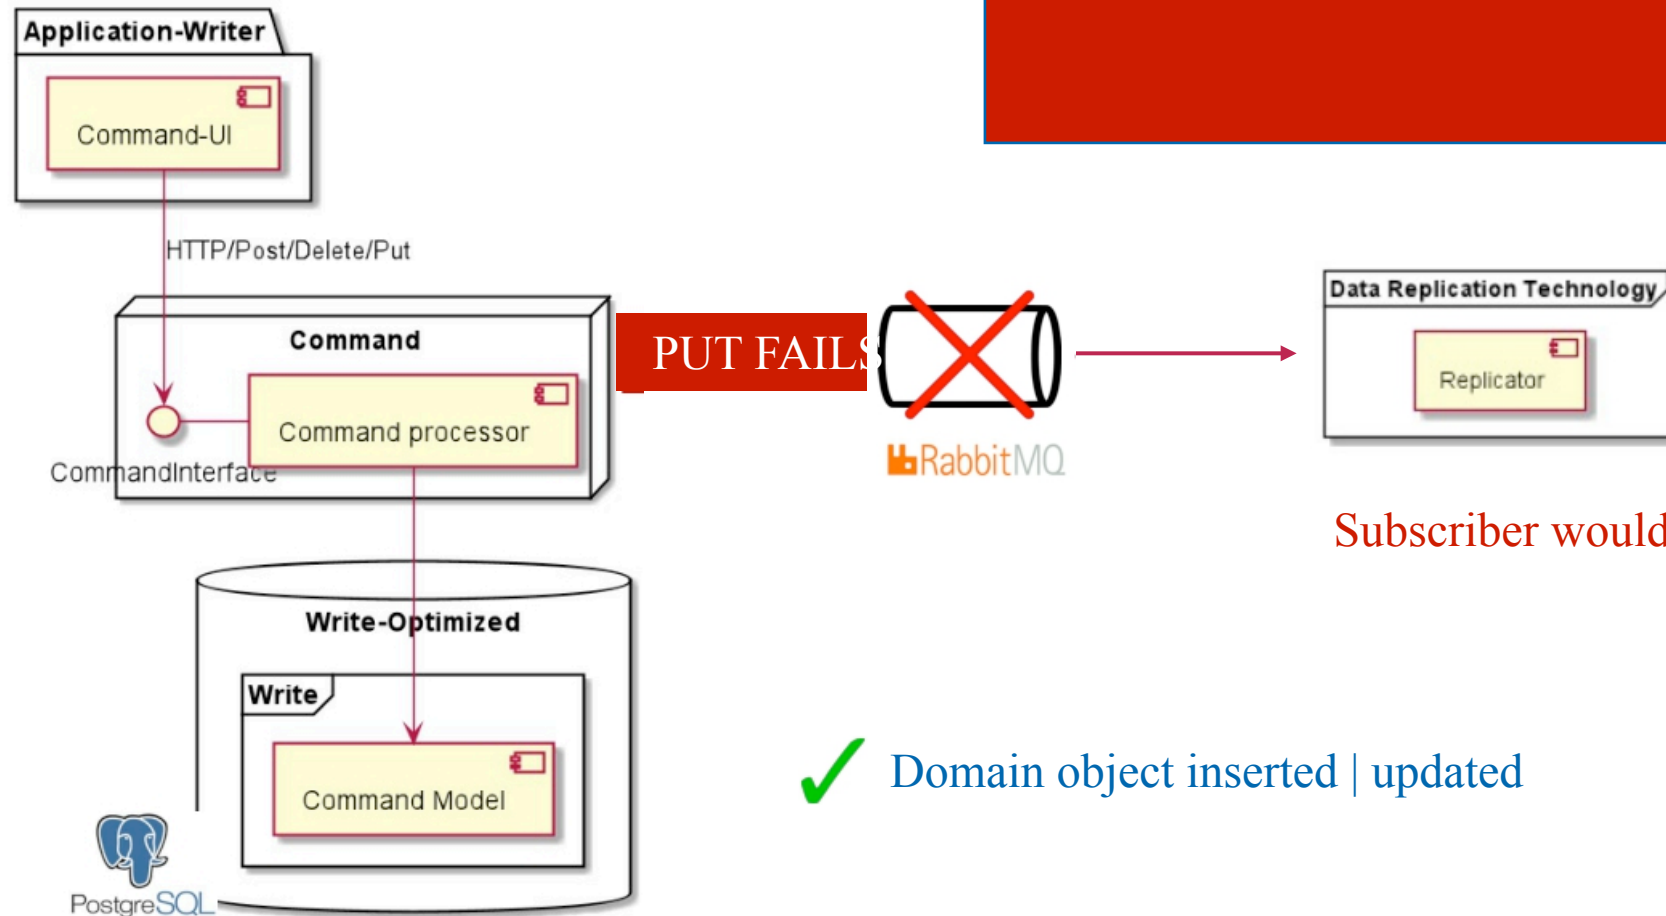 Application-Writer
Command-UI
HTTP/Post/Delete/Put
Command
Command processor
CommandInterface
PUT FAILS
RabbitMQ
Data Replication Technology
Replicator
Subscriber would
Write-Optimized
Write
Command Model
Domain object inserted | updated
PostgreSQL